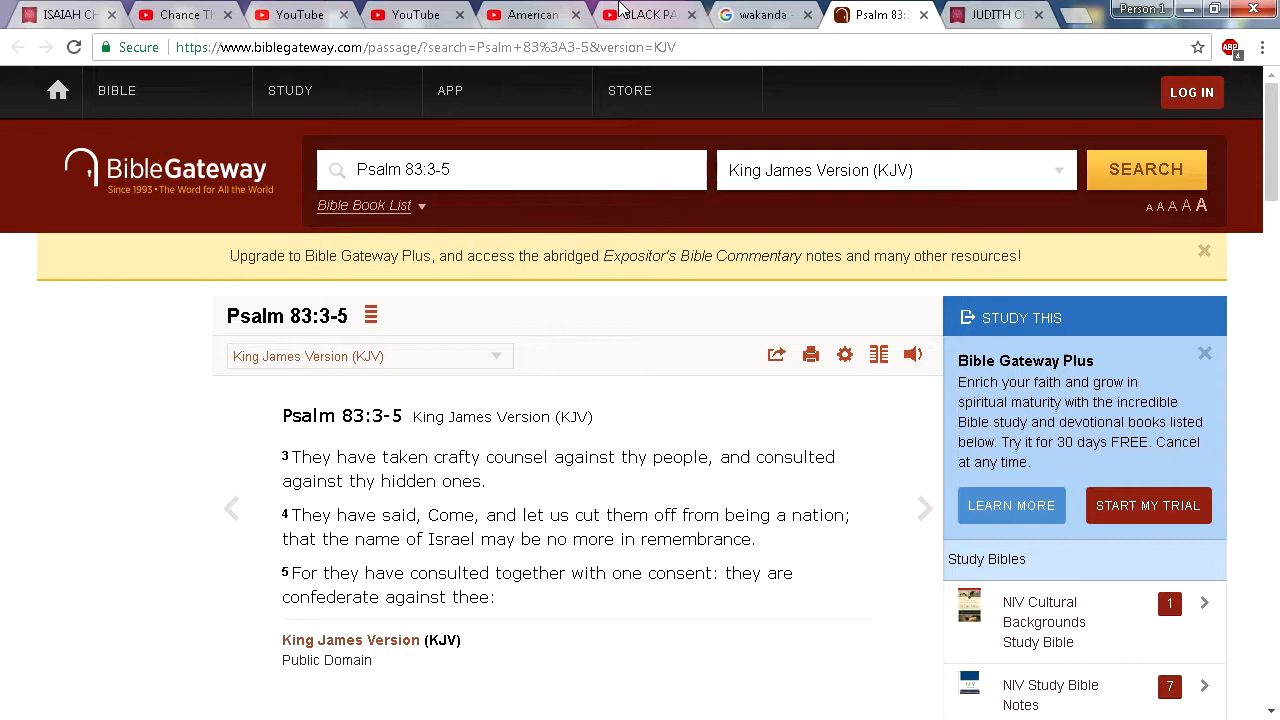 ISAIAH CH
Chance Th
YouTube
YouTube
American
BLACK PA
wakanda -
Psalm 83:3
JUDITH CH
Person 1
Secure
https://www.biblegateway.com/passage/?search=Psalm+83%3A3-5&version=KJV
ABP
4
BIBLE
STUDY
APP
STORE
LOG IN
BibleGateway
Since 1993 • The Word for All the World
Psalm 83:3-5
King James Version (KJV)
SEARCH
Bible Book List
A A A A A
Upgrade to Bible Gateway Plus, and access the abridged Expositor's Bible Commentary notes and many other resources!
Psalm 83:3-5
King James Version (KJV)
Psalm 83:3-5 King James Version (KJV)
3 They have taken crafty counsel against thy people, and consulted
against thy hidden ones.
4 They have said, Come, and let us cut them off from being a nation;
that the name of Israel may be no more in remembrance.
5 For they have consulted together with one consent: they are
confederate against thee:
King James Version (KJV)
Public Domain
STUDY THIS
Bible Gateway Plus
Enrich your faith and grow in
spiritual maturity with the incredible
Bible study and devotional books listed
below. Try it for 30 days FREE. Cancel
at any time.
LEARN MORE
START MY TRIAL
Study Bibles
NIV Cultural
Backgrounds
Study Bible
1
NIV Study Bible
Notes
7